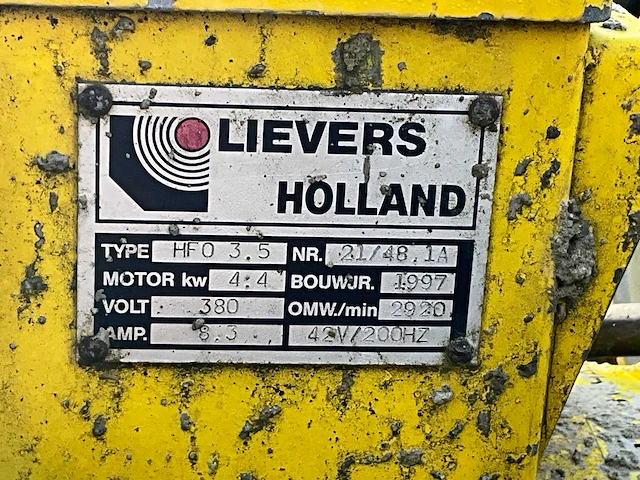 LIEVERS
HOLLAND
TYPE HFO 3.5 NR. 21/48.1A
MOTOR kw 4.4 BOUWJR. 1997
VOLT 380 OMW./min 2920
AMP. 8.3 42V/200HZ